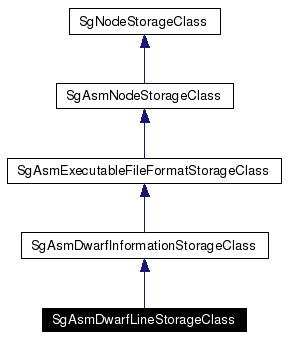 SgNodeStorageClass
SgAsmNodeStorageClass
SgAsmExecutableFileFormatStorageClass
SgAsmDwarfInformationStorageClass
SgAsmDwarfLineStorageClass